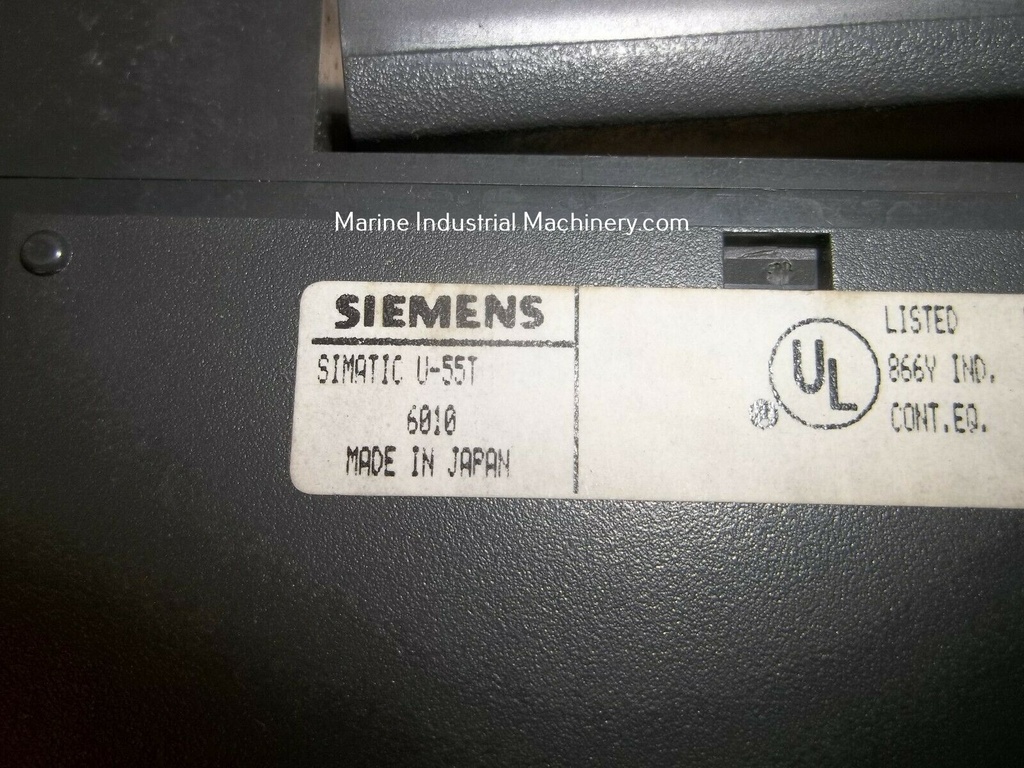 Marine Industrial Machinery.com
SIEMENS
SIMATIC U-55T
6010
MADE IN JAPAN
UL
®
LISTED
866Y IND.
CONT.EQ.